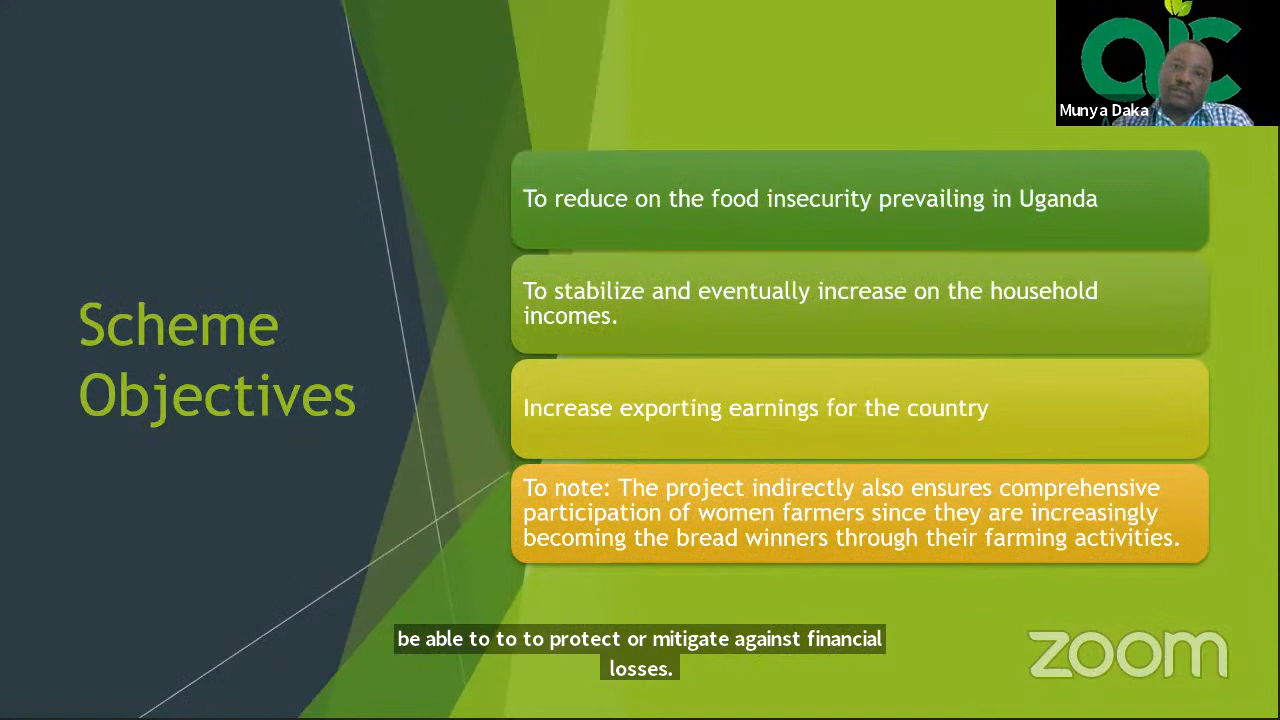 aic
Munya Daka
Scheme
Objectives
To reduce on the food insecurity prevailing in Uganda
To stabilize and eventually increase on the household
incomes.
Increase exporting earnings for the country
To note: The project indirectly also ensures comprehensive
participation of women farmers since they are increasingly
becoming the bread winners through their farming activities.
be able to to to protect or mitigate against financial
losses.
zoom